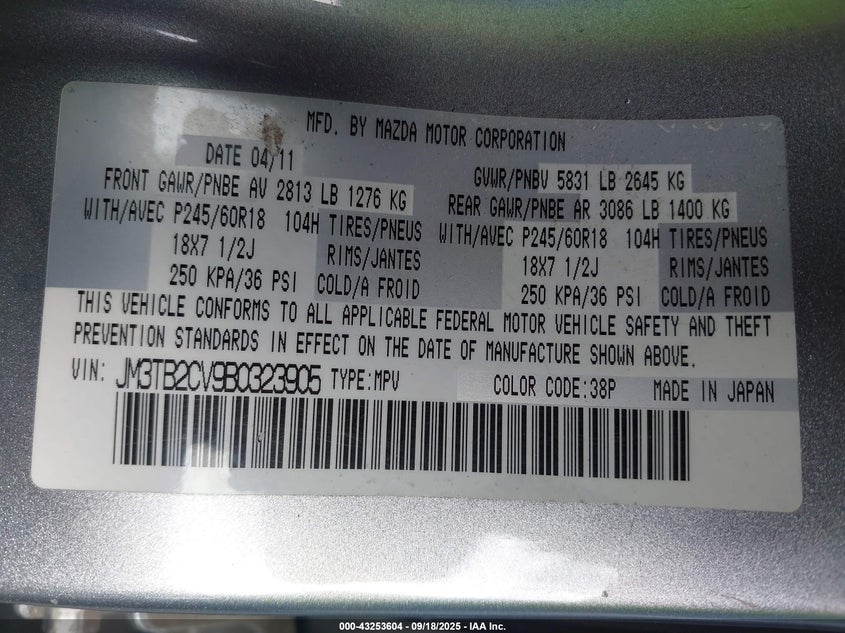 MFD. BY MAZDA MOTOR CORPORATION
DATE 04/11 GVWR/PNBV 5831 LB 2645 KG
FRONT GAWR/PNBE AV 2813 LB 1276 KG REAR GAWR/PNBE AR 3086 LB 1400 KG
WITH/AVEC P245/60R18 104H TIRES/PNEUS WITH/AVEC P245/60R18 104H TIRES/PNEUS
18X7 1/2J RIMS/JANTES 18X7 1/2J RIMS/JANTES
250 KPA/36 PSI COLD/A FROID 250 KPA/36 PSI COLD/A FROID
THIS VEHICLE CONFORMS TO ALL APPLICABLE FEDERAL MOTOR VEHICLE SAFETY AND THEFT
PREVENTION STANDARDS IN EFFECT ON THE DATE OF MANUFACTURE SHOWN ABOVE.
VIN: JM3TB2CV9B0323905 TYPE:MPV COLOR CODE:38P MADE IN JAPAN
000-43253604 - 09/18/2025 - IAA Inc.